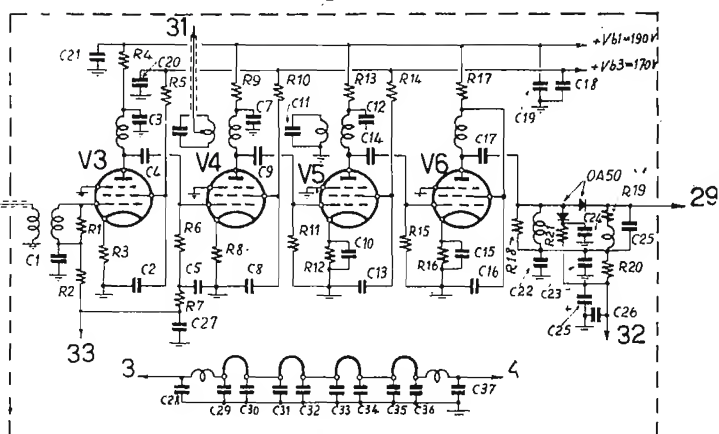 31
C21
R4
C20
R5
R9
R10
R13
R14
R17
+Vb1=190V
+Vb3=170V
C3
C7
C11
C12
C19
C18
C4
C9
C14
C17
V3
V4
V5
V6
OA50
R19
29
C1
R1
R2
R3
C2
R6
R7
C5
C27
R8
C8
R11
R12
C10
C13
R15
R16
C15
C16
R18
R21
C24
C25
C22
C23
R20
C25
C26
33
32
3
4
C28
C29
C30
C31
C32
C33
C34
C35
C36
C37